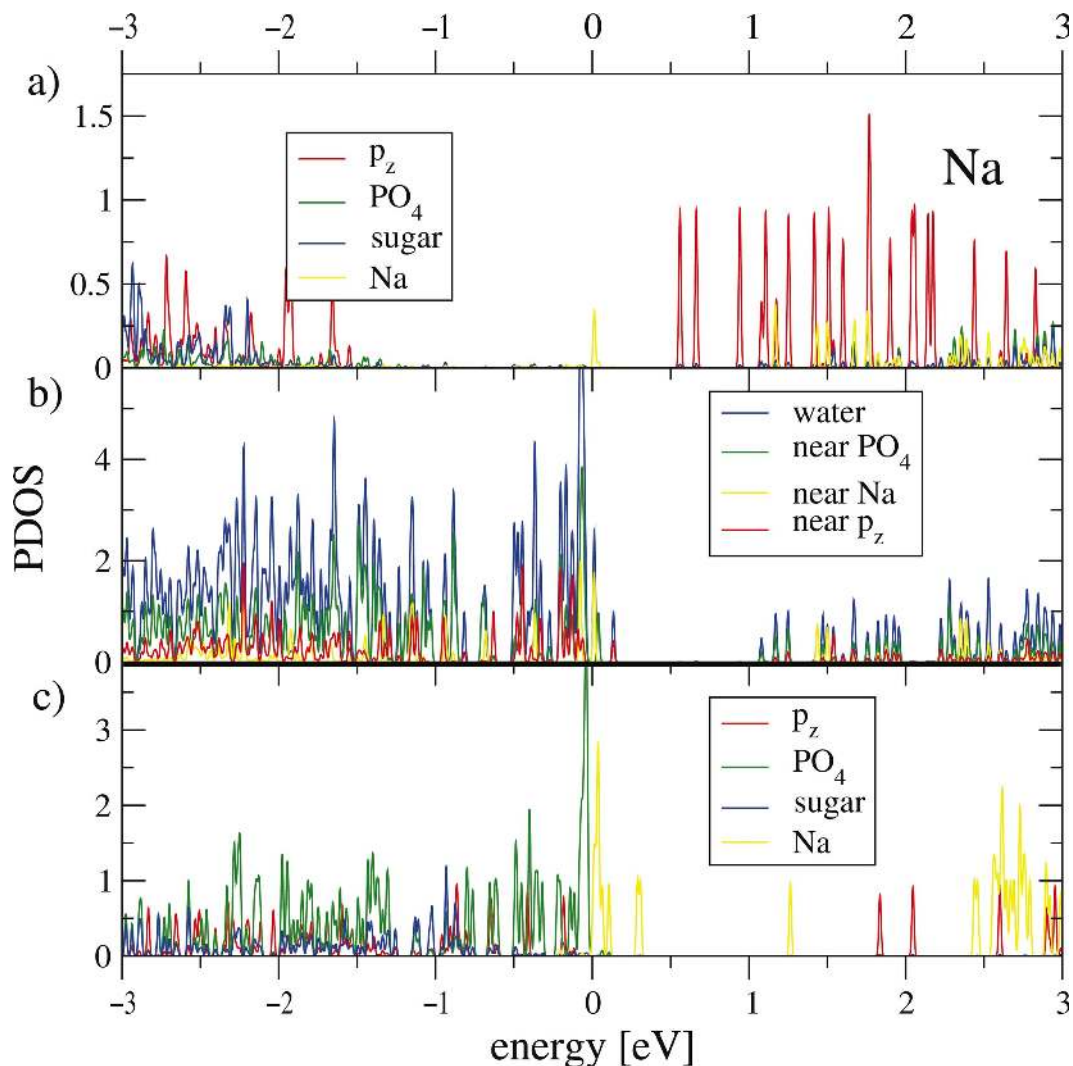 −3 −2 −1 0 1 2 3
a)
1.5
1
0.5
0
p_z
PO_4
sugar
Na
Na
b)
4
2
0
water
near PO_4
near Na
near p_z
PDOS
c)
3
2
1
0
p_z
PO_4
sugar
Na
−3 −2 −1 0 1 2 3
energy [eV]